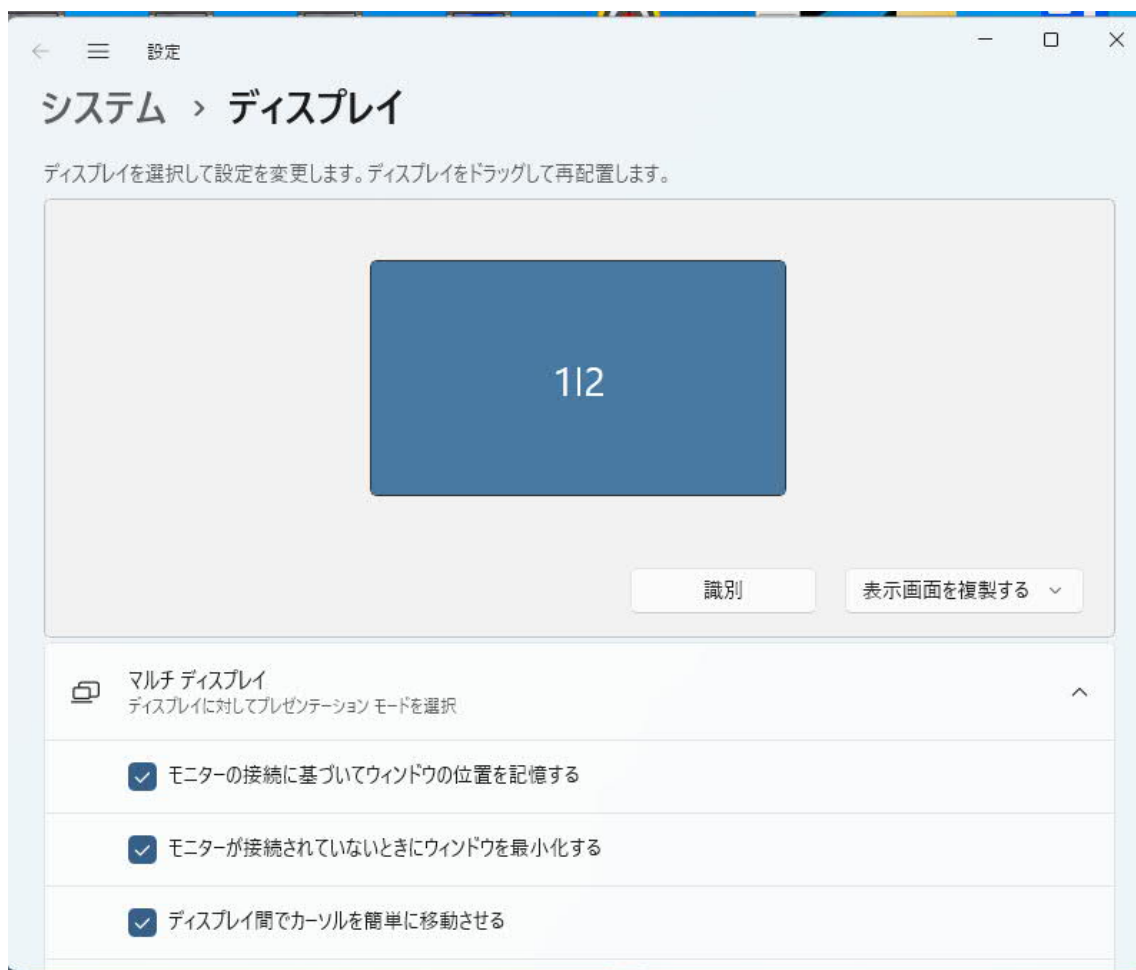 設定
システム › ディスプレイ
ディスプレイを選択して設定を変更します。ディスプレイをドラッグして再配置します。
1|2
識別
表示画面を複製する
マルチ ディスプレイ
ディスプレイに対してプレゼンテーション モードを選択
モニターの接続に基づいてウィンドウの位置を記憶する
モニターが接続されていないときにウィンドウを最小化する
ディスプレイ間でカーソルを簡単に移動させる